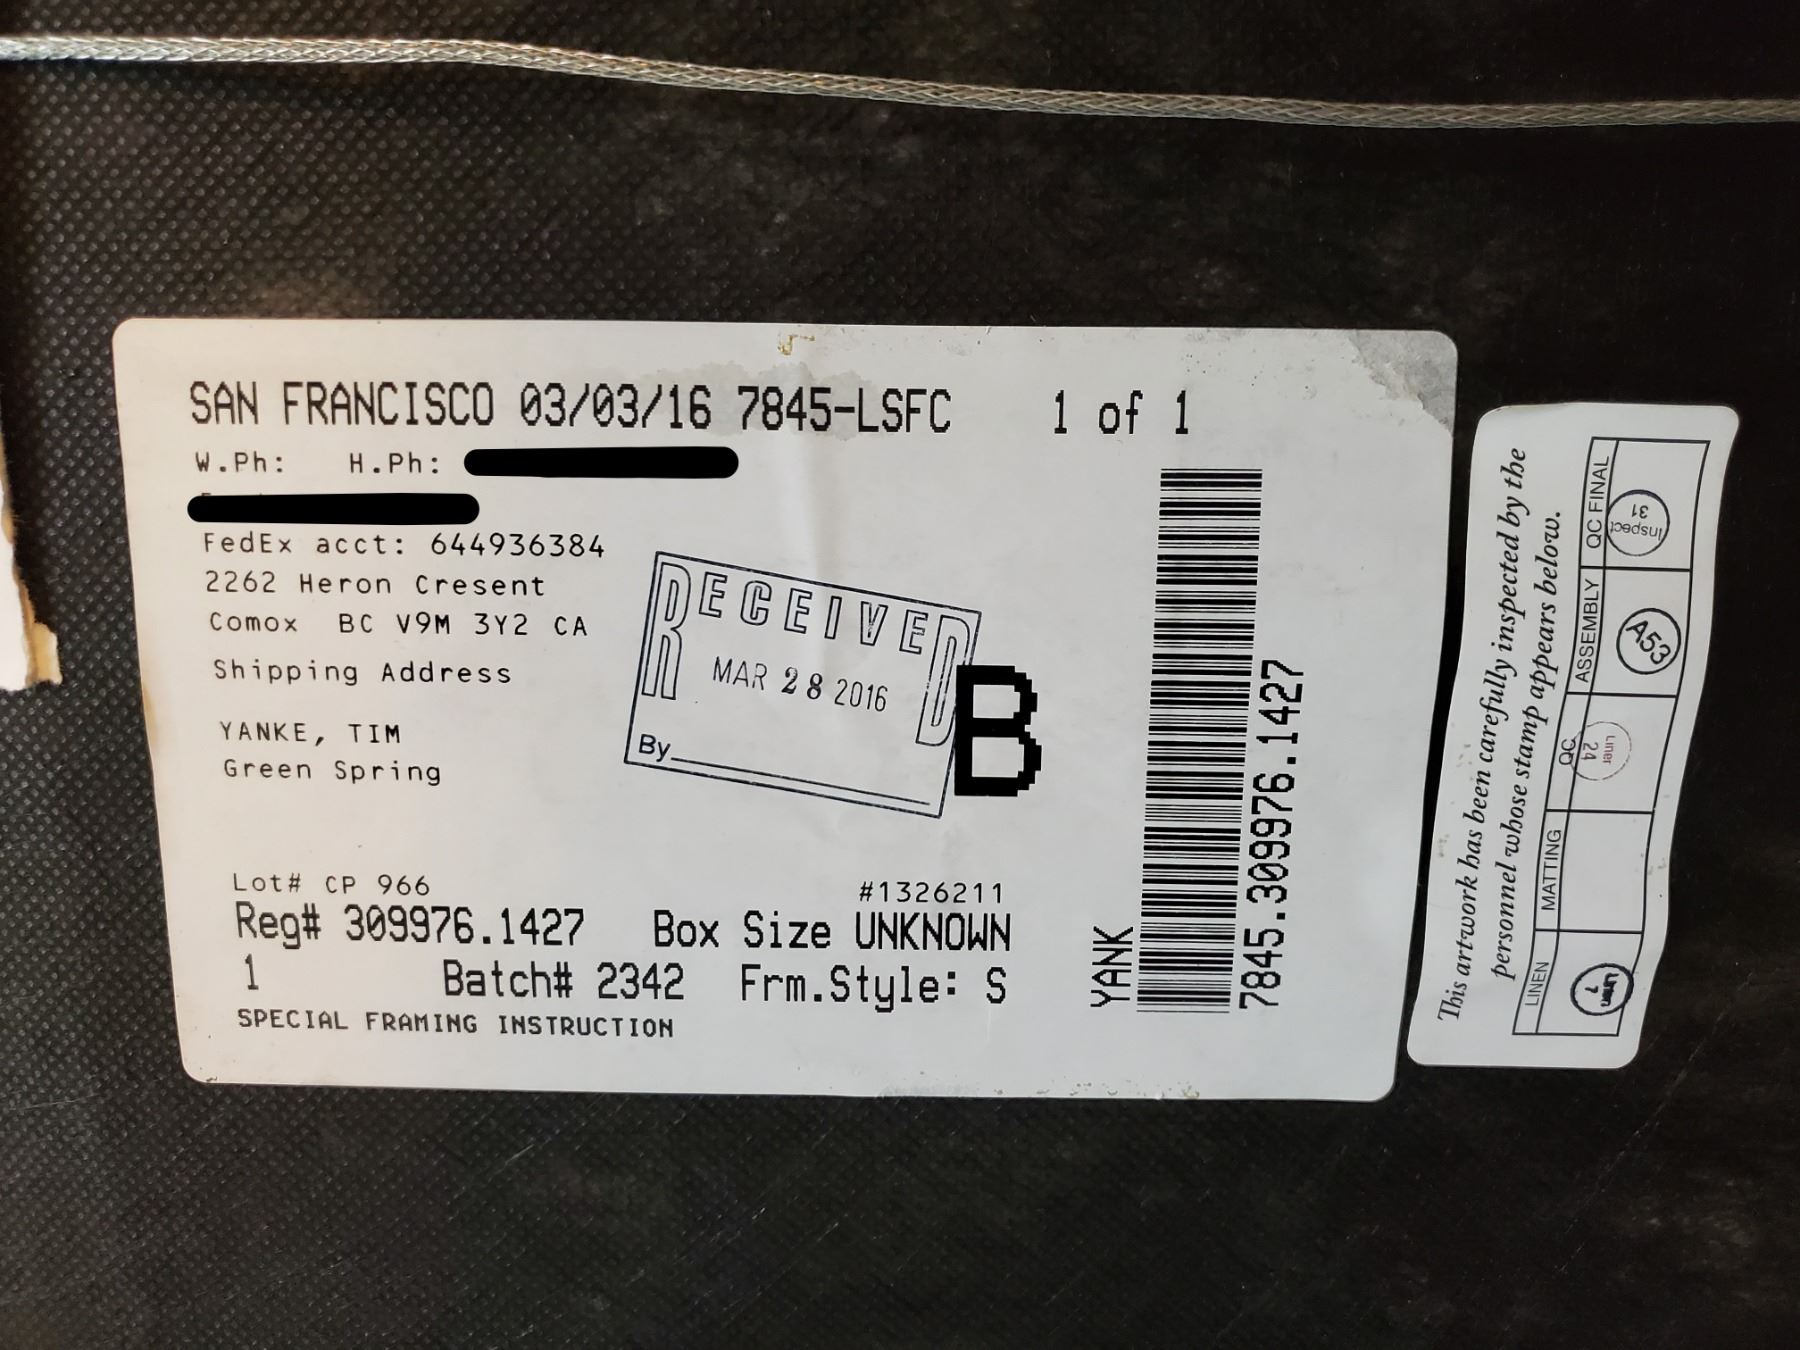 SAN FRANCISCO 03/03/16 7845-LSFC 1 of 1
W.Ph: H.Ph:
FedEx acct: 644936384
2262 Heron Cresent
Comox BC V9M 3Y2 CA
Shipping Address
YANKE, TIM
Green Spring
RECEIVED
MAR 28 2016
By
B
Lot# CP 966 #1326211
Reg# 309976.1427 Box Size UNKNOWN
1 Batch# 2342 Frm.Style: S
SPECIAL FRAMING INSTRUCTION
YANK
7845.309976.1427
This artwork has been carefully inspected by the
personnel whose stamp appears below.
LINEN MATTING QC ASSEMBLY QC FINAL
Liner
24
A53
Inspect
31